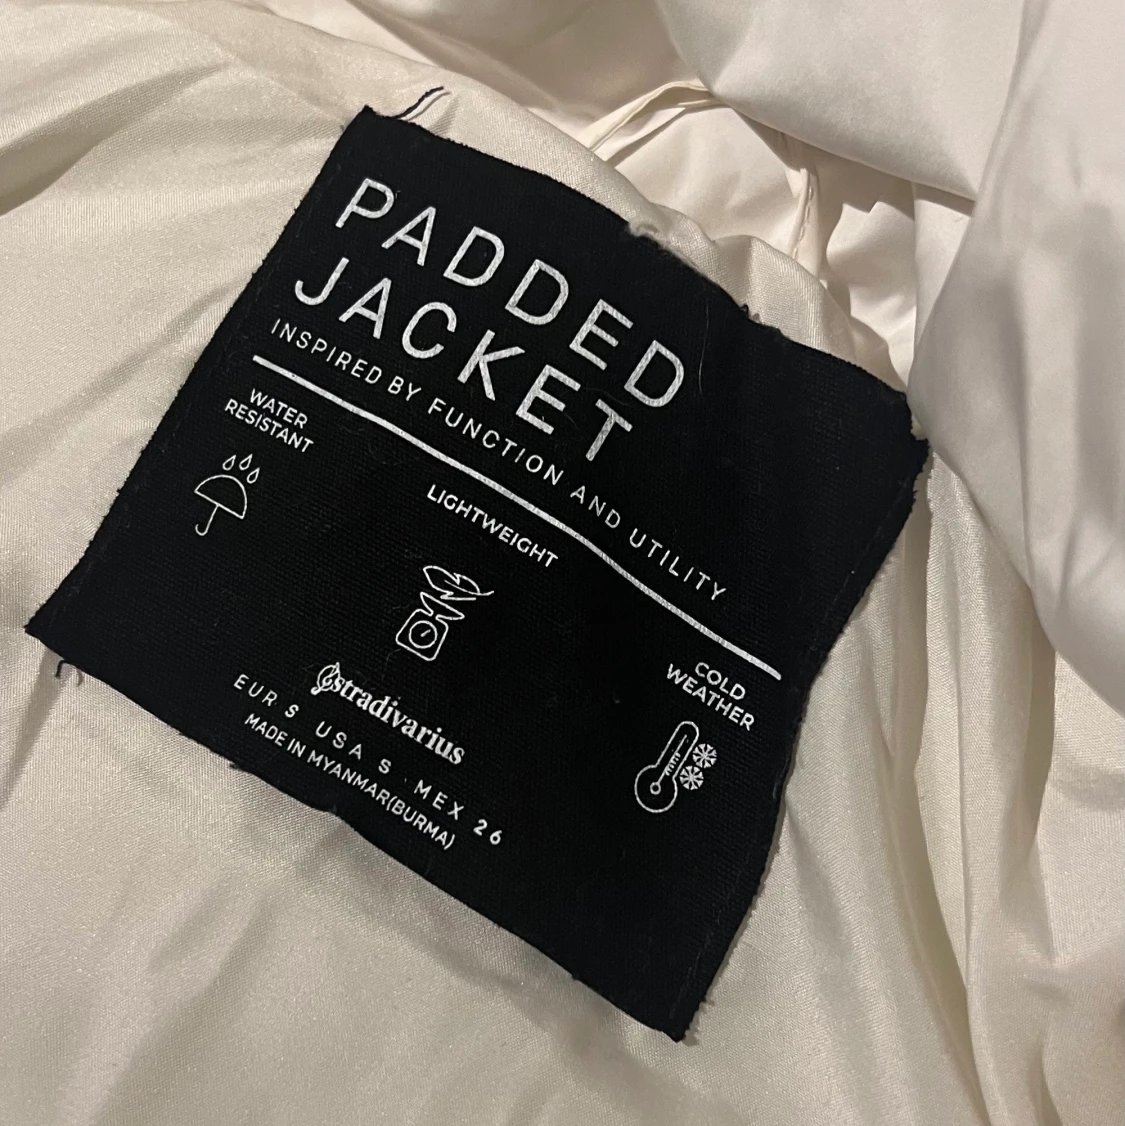 PADDED
JACKET
INSPIRED BY FUNCTION AND UTILITY
WATER
RESISTANT
LIGHTWEIGHT
COLD
WEATHER
stradivarius
EUR S USA S MEX 26
MADE IN MYANMAR(BURMA)